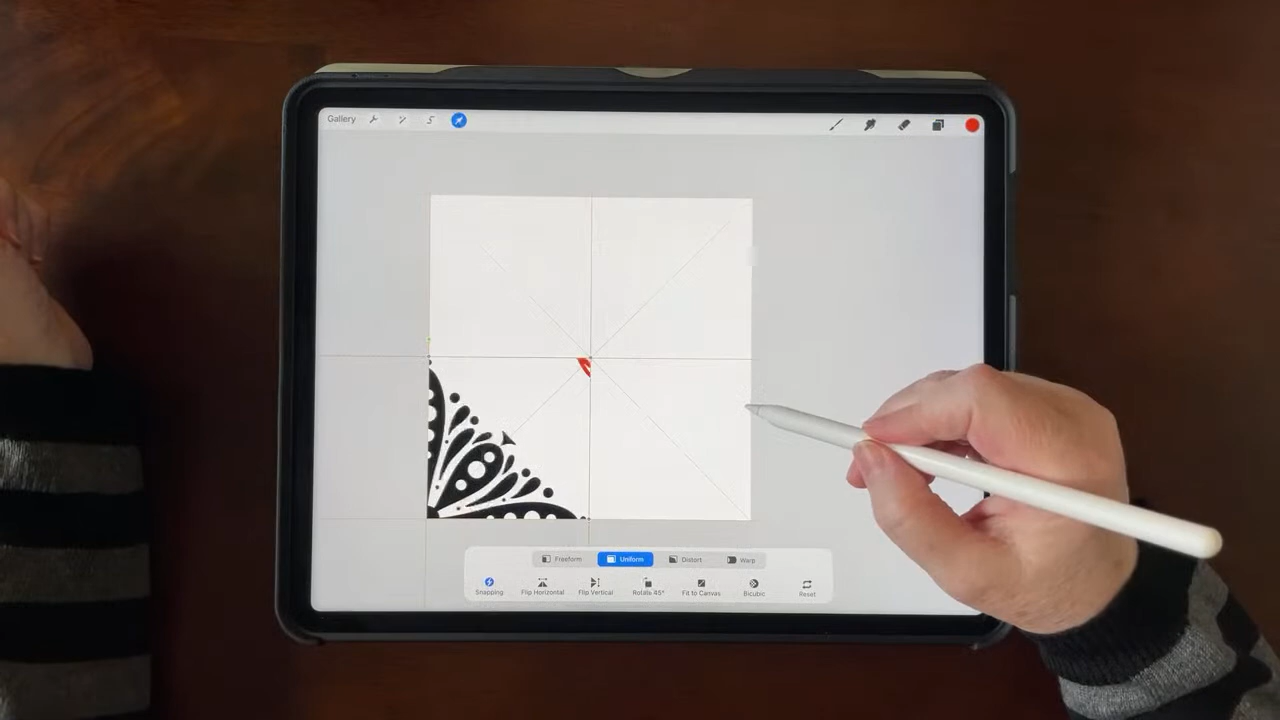 Gallery
Freeform Uniform Distort Warp
Snapping Flip Horizontal Flip Vertical Rotate 45° Fit to Canvas Bicubic Reset